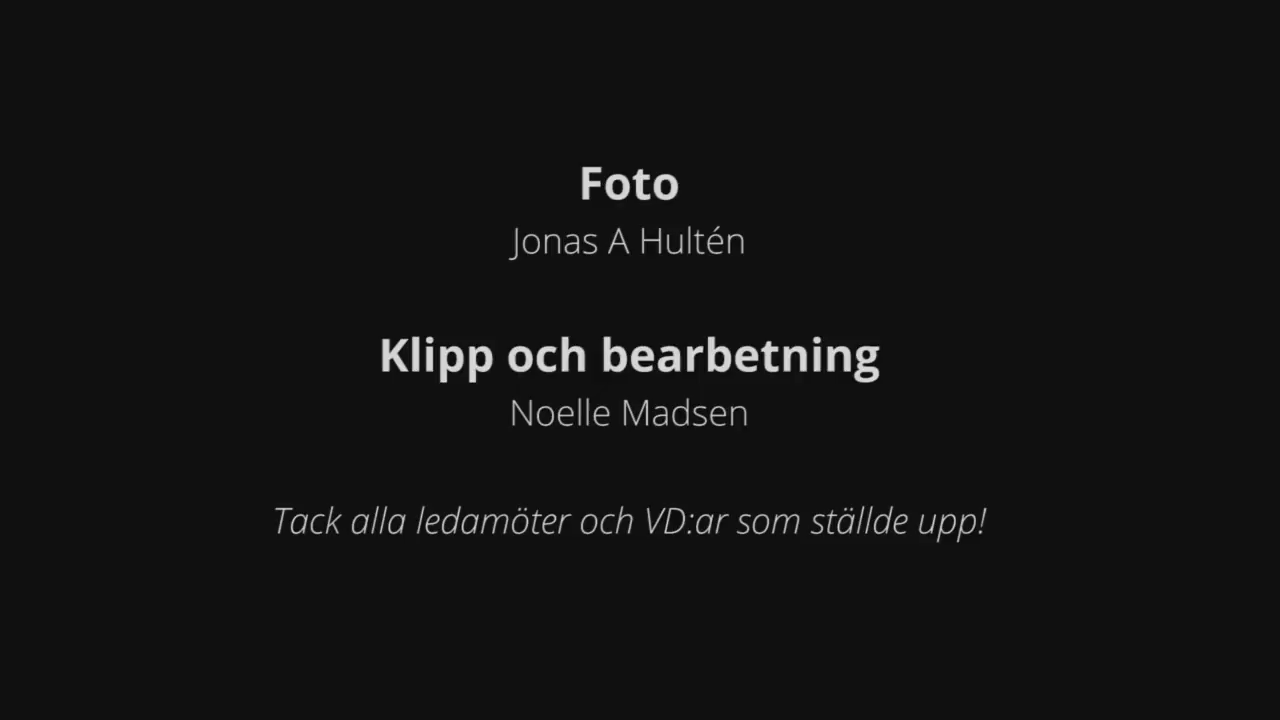 Foto
Jonas A Hultén
Klipp och bearbetning
Noelle Madsen
Tack alla ledamöter och VD:ar som ställde upp!